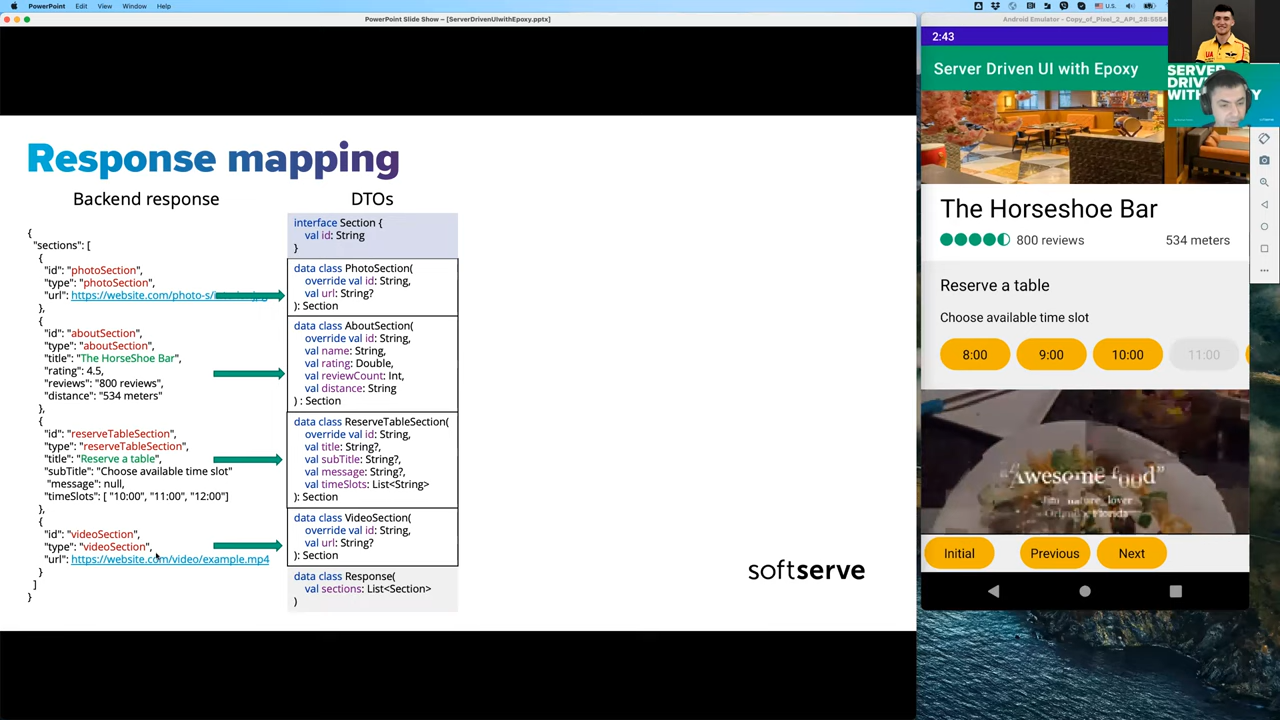 PowerPoint Edit View Window Help
U.S.
PowerPoint Slide Show – [ServerDrivenUIwithEpoxy.pptx]
Response mapping
Backend response
{
"sections": [
{
"id": "photoSection",
"type": "photoSection",
"url": https://website.com/photo-s/
},
{
"id": "aboutSection",
"type": "aboutSection",
"title": "The HorseShoe Bar",
"rating": 4.5,
"reviews": "800 reviews",
"distance": "534 meters"
},
{
"id": "reserveTableSection",
"type": "reserveTableSection",
"title": "Reserve a table",
"subTitle": "Choose available time slot"
"message": null,
"timeSlots": [ "10:00", "11:00", "12:00"]
},
{
"id": "videoSection",
"type": "videoSection",
"url": https://website.com/video/example.mp4
}
]
}
DTOs
interface Section {
val id: String
}
data class PhotoSection(
override val id: String,
val url: String?
): Section
data class AboutSection(
override val id: String,
val name: String,
val rating: Double,
val reviewCount: Int,
val distance: String
) : Section
data class ReserveTableSection(
override val id: String,
val title: String?,
val subTitle: String?,
val message: String?,
val timeSlots: List<String>
): Section
data class VideoSection(
override val id: String,
val url: String?
): Section
data class Response(
val sections: List<Section>
)
softserve
Android Emulator - Copy_of_Pixel_2_API_28:5554
2:43
Server Driven UI with Epoxy
The Horseshoe Bar
800 reviews 534 meters
Reserve a table
Choose available time slot
8:00 9:00 10:00 11:00
"Awesome food"
Initial Previous Next
UA
SERVER